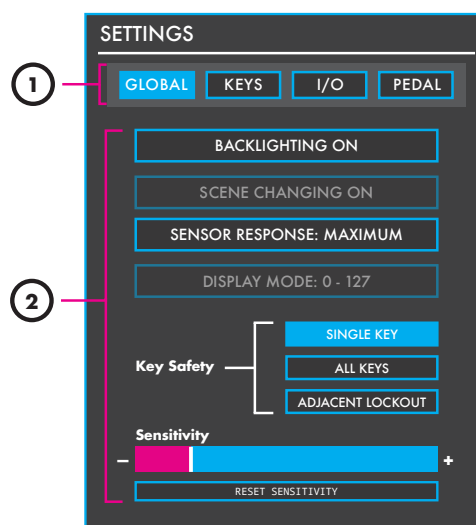 SETTINGS
1
GLOBAL KEYS I/O PEDAL
BACKLIGHTING ON
SCENE CHANGING ON
SENSOR RESPONSE: MAXIMUM
2
DISPLAY MODE: 0 - 127
SINGLE KEY
Key Safety
ALL KEYS
ADJACENT LOCKOUT
Sensitivity
– +
RESET SENSITIVITY